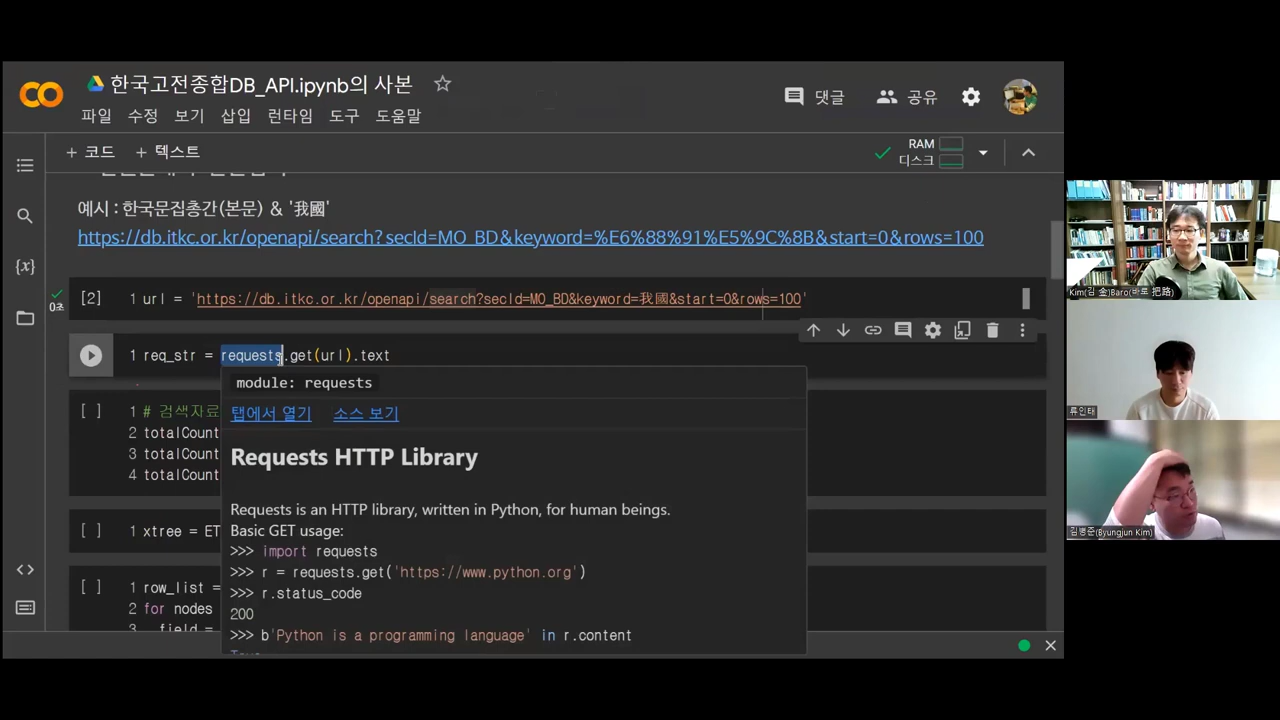 한국고전종합DB_API.ipynb의 사본
파일 수정 보기 삽입 런타임 도구 도움말
댓글 공유
+ 코드 + 텍스트
RAM
디스크
예시 : 한국문집총간(본문) & '我國'
https://db.itkc.or.kr/openapi/search?secId=MO_BD&keyword=%E6%88%91%E5%9C%8B&start=0&rows=100
0초
[2] 1 url = 'https://db.itkc.or.kr/openapi/search?secId=MO_BD&keyword=我國&start=0&rows=100'
1 req_str = requests.get(url).text
module: requests
탭에서 열기 소스 보기
Requests HTTP Library
Requests is an HTTP library, written in Python, for human beings.
Basic GET usage:
>>> import requests
>>> r = requests.get('https://www.python.org')
>>> r.status_code
200
>>> b'Python is a programming language' in r.content
[ ] 1 # 검색자료
2 totalCount
3 totalCount
4 totalCount
[ ] 1 xtree = ET
[ ] 1 row_list =
2 for nodes
3 field =
Kim(김 金)Baro(바로 把路)
류인태
김병준(Byungjun Kim)